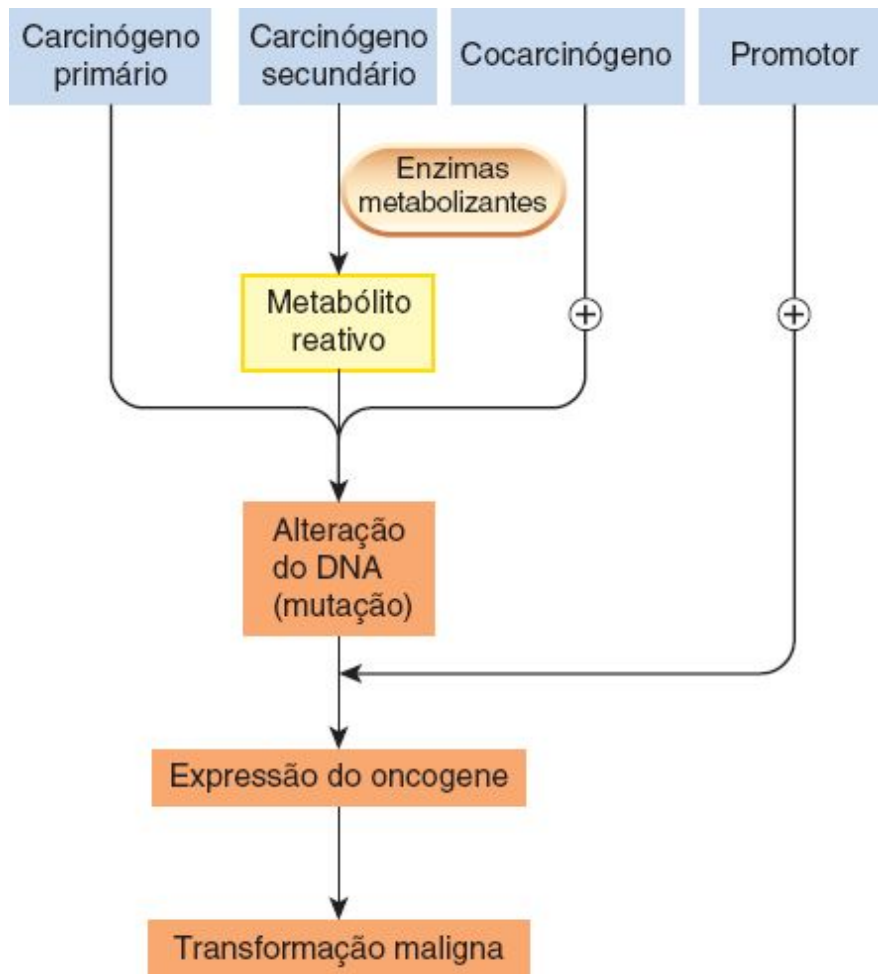 Carcinógeno
primário
Carcinógeno
secundário
Cocarcinógeno
Promotor
Enzimas
metabolizantes
Metabólito
reativo
+
+
Alteração
do DNA
(mutação)
Expressão do oncogene
Transformação maligna